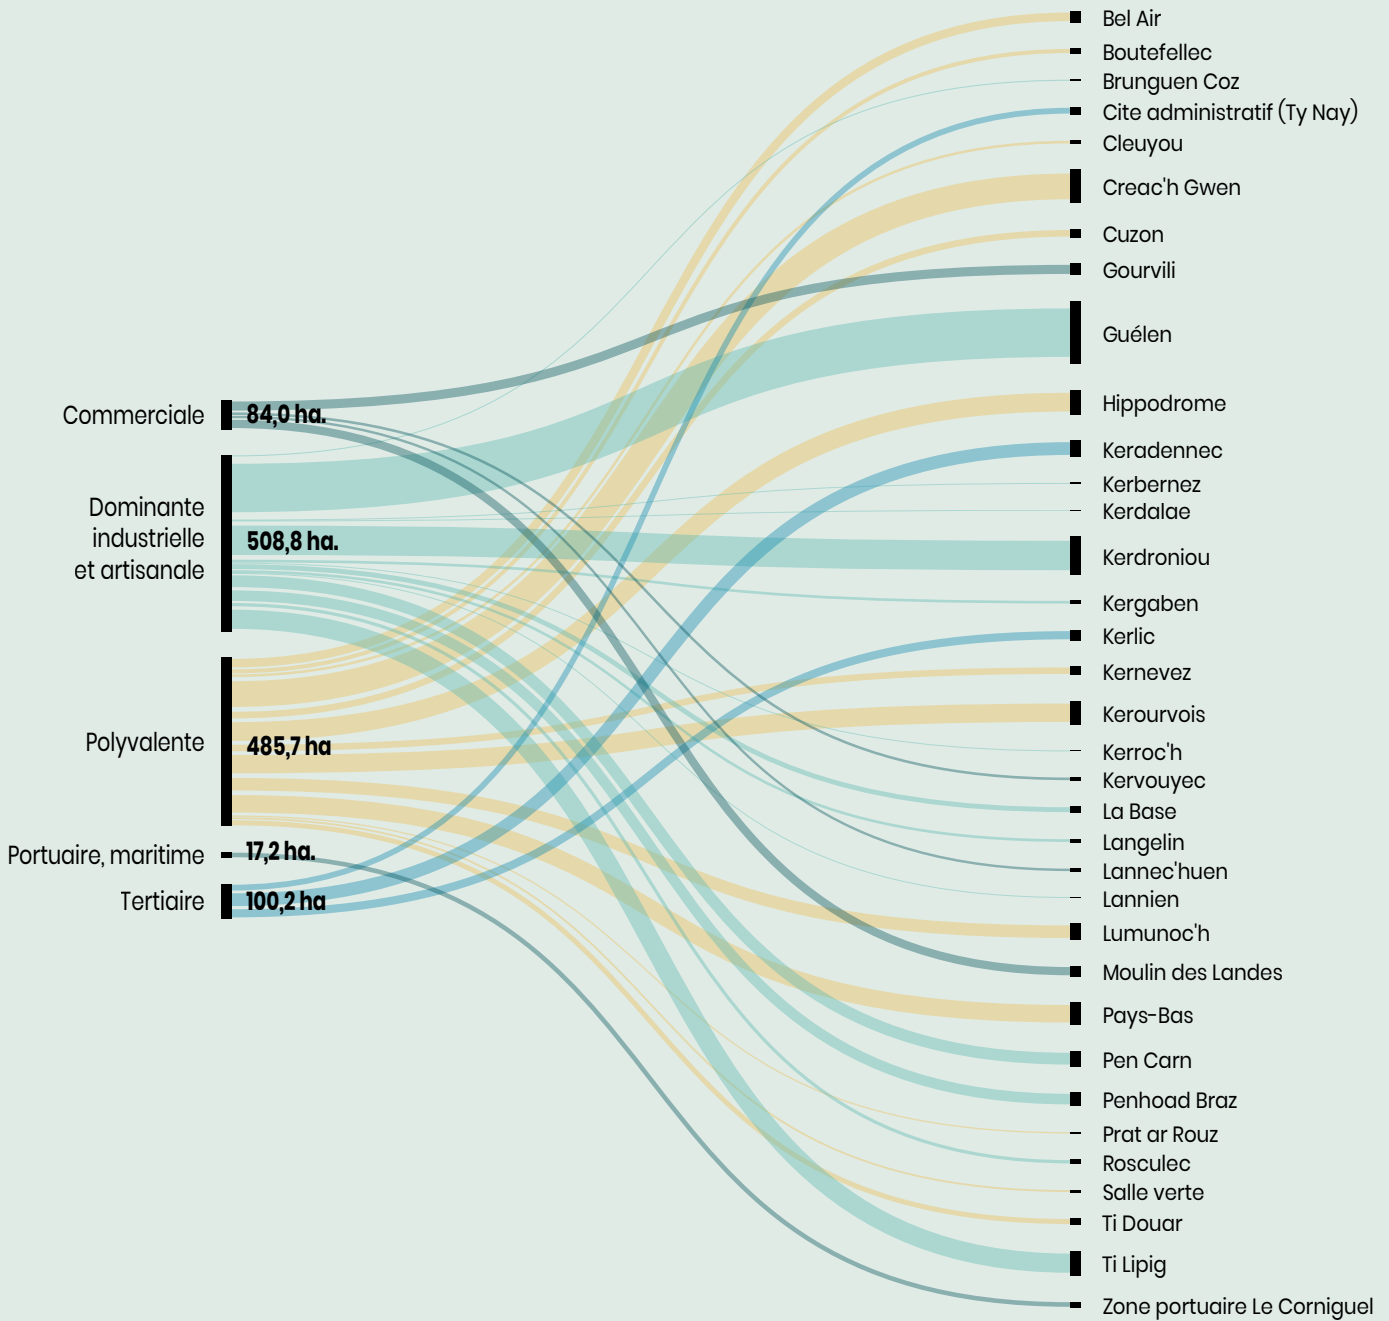 Commerciale
84,0 ha.
Dominante
industrielle
et artisanale
508,8 ha.
Polyvalente
485,7 ha
Portuaire, maritime
17,2 ha.
Tertiaire
100,2 ha
Bel Air
Boutefellec
Brunguen Coz
Cite administratif (Ty Nay)
Cleuyou
Creac'h Gwen
Cuzon
Gourvili
Guélen
Hippodrome
Keradennec
Kerbernez
Kerdalae
Kerdroniou
Kergaben
Kerlic
Kernevez
Kerourvois
Kerroc'h
Kervouyec
La Base
Langelin
Lannec'huen
Lannien
Lumunoc'h
Moulin des Landes
Pays-Bas
Pen Carn
Penhoad Braz
Prat ar Rouz
Rosculec
Salle verte
Ti Douar
Ti Lipig
Zone portuaire Le Corniguel